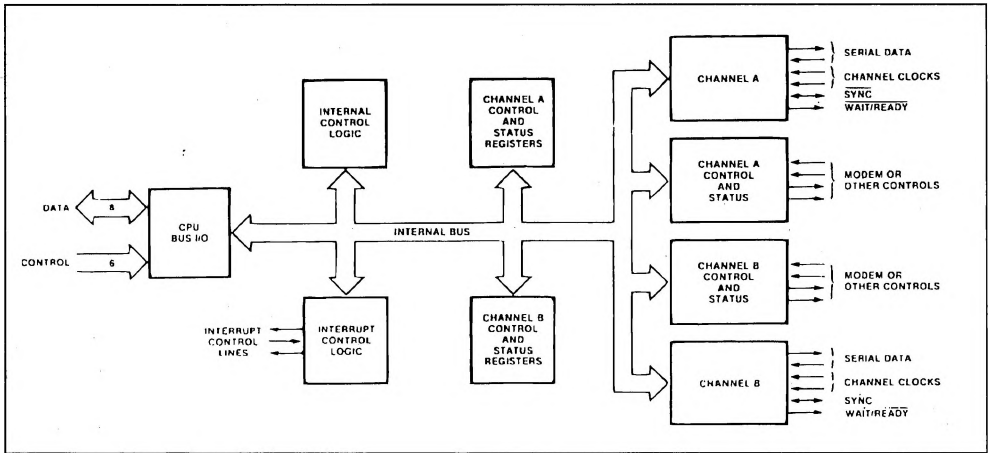 INTERNAL
CONTROL
LOGIC
CHANNEL A
CONTROL
AND
STATUS
REGISTERS
CHANNEL A
SERIAL DATA
CHANNEL CLOCKS
SYNC
WAIT/READY
CHANNEL A
CONTROL
AND
STATUS
MODEM OR
OTHER CONTROLS
DATA
8
CPU
BUS I/O
INTERNAL BUS
CONTROL
6
CHANNEL B
CONTROL
AND
STATUS
MODEM OR
OTHER CONTROLS
INTERRUPT
CONTROL
LINES
INTERRUPT
CONTROL
LOGIC
CHANNEL B
CONTROL
AND
STATUS
REGISTERS
CHANNEL B
SERIAL DATA
CHANNEL CLOCKS
SYNC
WAIT/READY